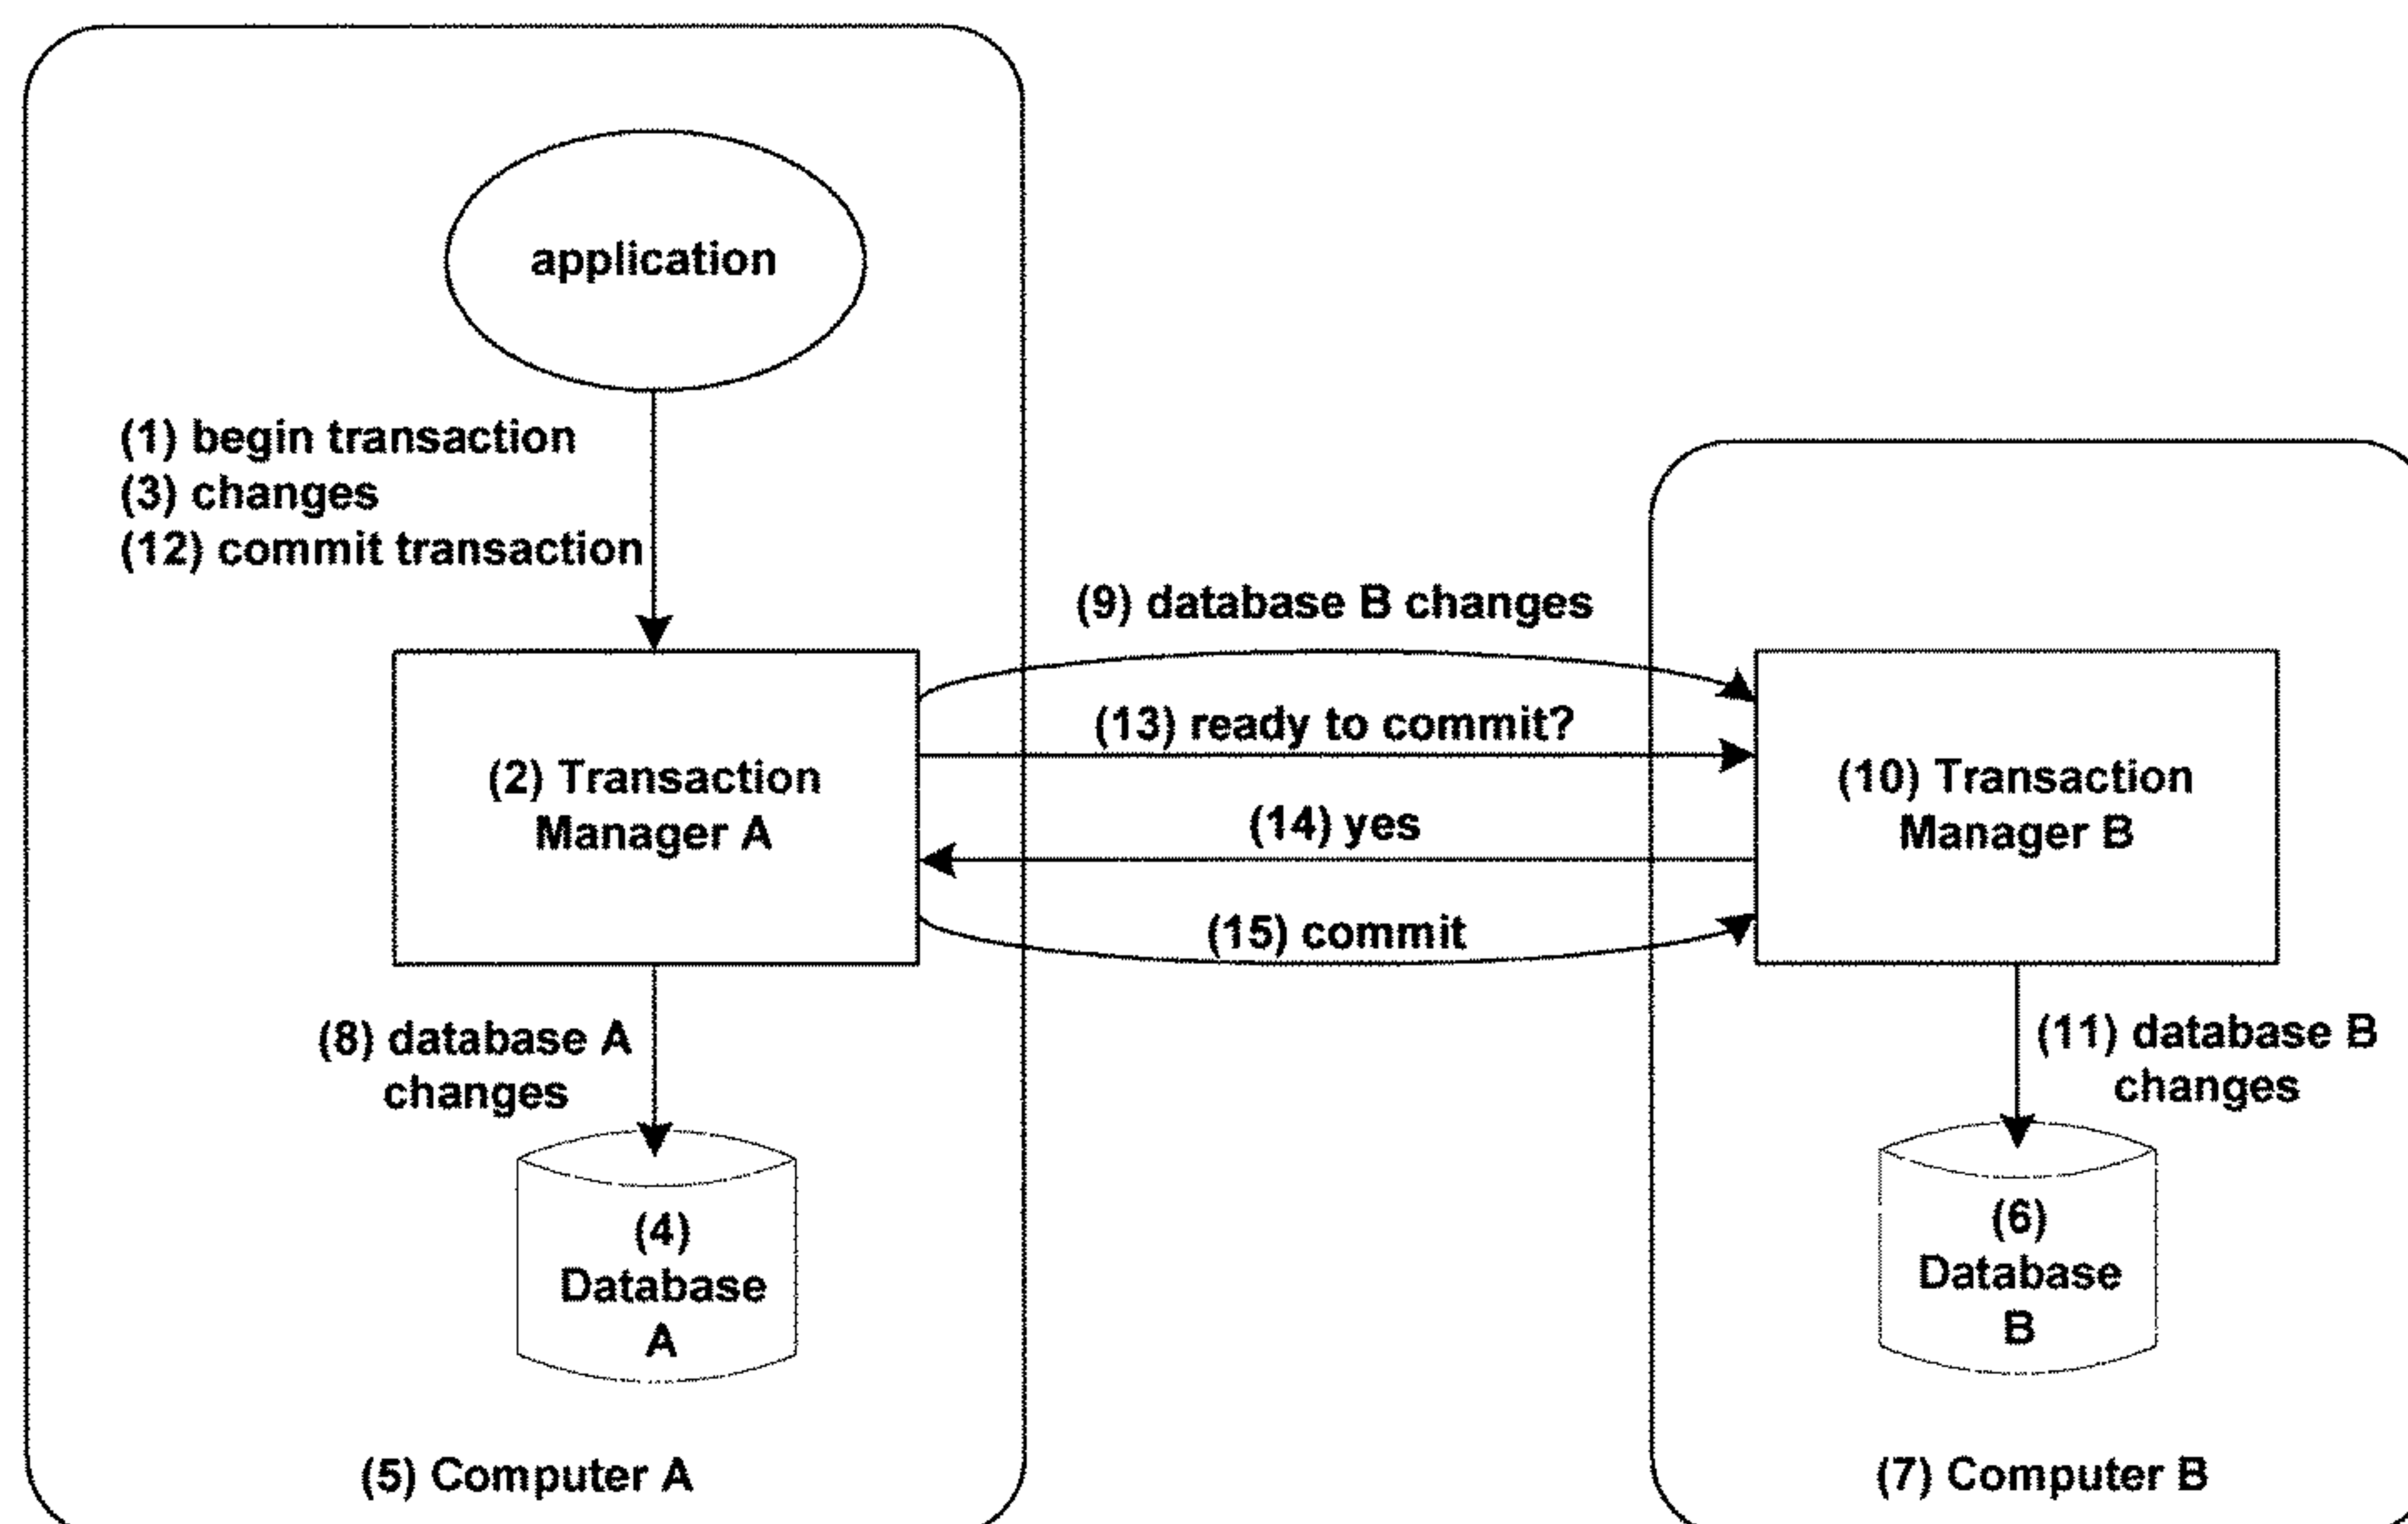 application
(1) begin transaction
(3) changes
(12) commit transaction
(9) database B changes
(13) ready to commit?
(2) Transaction
Manager A
(10) Transaction
Manager B
(14) yes
(15) commit
(8) database A
changes
(11) database B
changes
(4)
Database
A
(6)
Database
B
(5) Computer A
(7) Computer B